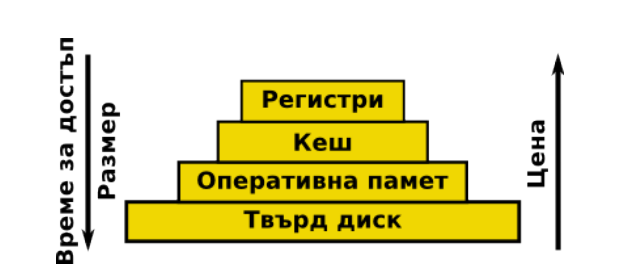 Време за достъп
Размер
Регистри
Кеш
Оперативна памет
Твърд диск
Цена